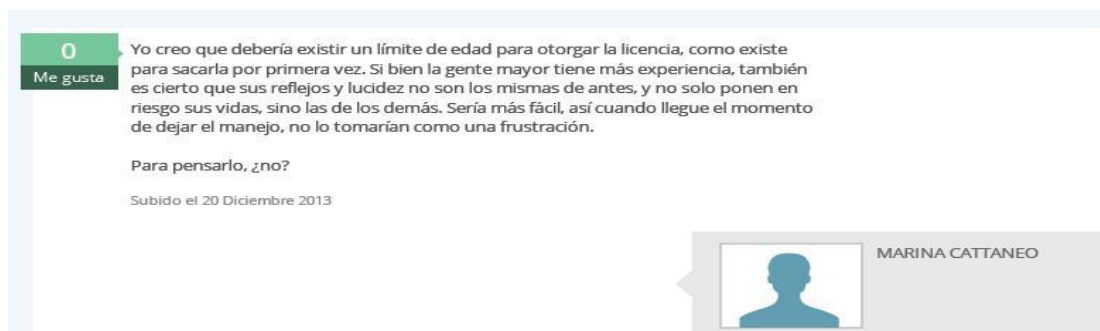 0
Me gusta
Yo creo que debería existir un límite de edad para otorgar la licencia, como existe
para sacarla por primera vez. Si bien la gente mayor tiene más experiencia, también
es cierto que sus reflejos y lucidez no son los mismas de antes, y no solo ponen en
riesgo sus vidas, sino las de los demás. Sería más fácil, así cuando llegue el momento
de dejar el manejo, no lo tomarían como una frustración.
Para pensarlo, ¿no?
Subido el 20 Diciembre 2013
MARINA CATTANEO